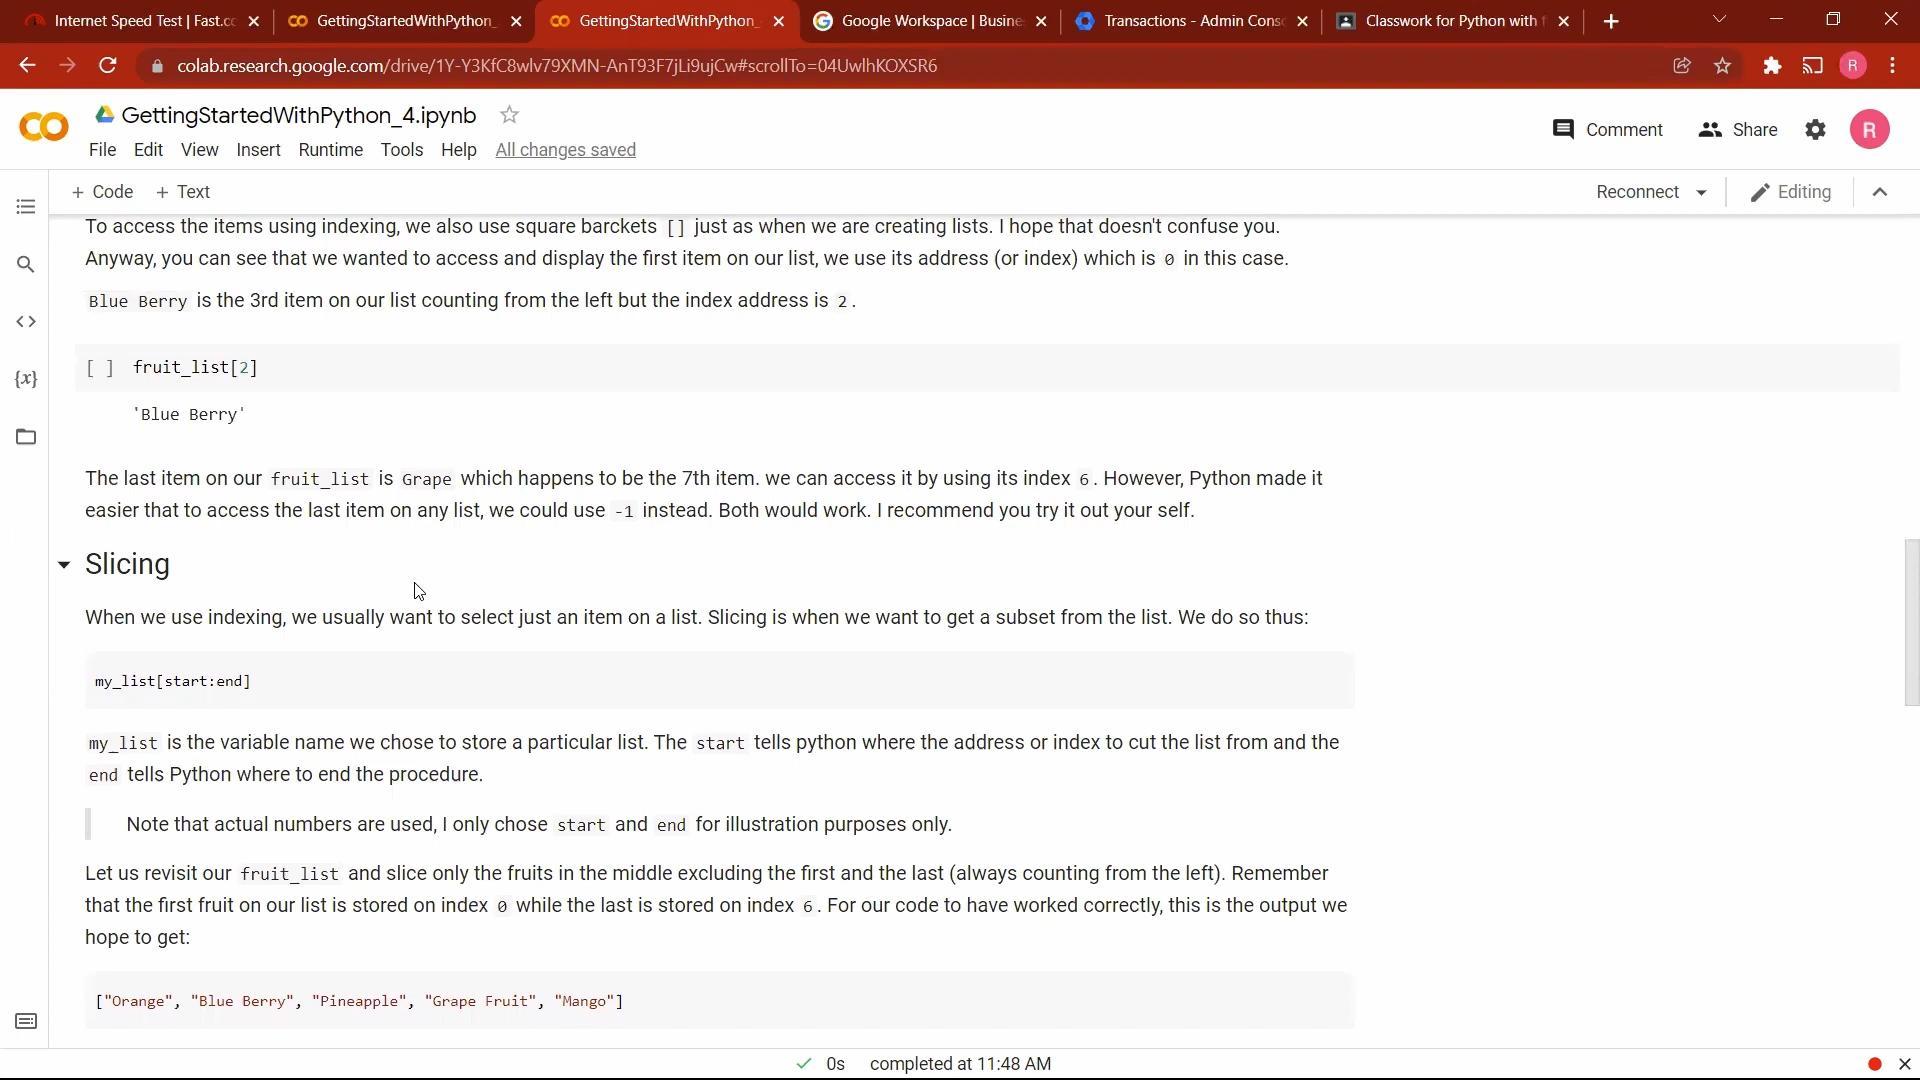 Internet Speed Test | Fast.cc
GettingStartedWithPython_
GettingStartedWithPython_
Google Workspace | Busine
Transactions - Admin Conso
Classwork for Python with f
colab.research.google.com/drive/1Y-Y3KfC8wlv79XMN-AnT93F7jLi9ujCw#scrollTo=04UwlhKOXSR6
R
GettingStartedWithPython_4.ipynb
Comment Share R
File Edit View Insert Runtime Tools Help All changes saved
+ Code + Text
Reconnect Editing
To access the items using indexing, we also use square barckets [] just as when we are creating lists. I hope that doesn't confuse you.
Anyway, you can see that we wanted to access and display the first item on our list, we use its address (or index) which is 0 in this case.
Blue Berry is the 3rd item on our list counting from the left but the index address is 2.
{x}
[ ] fruit_list[2]
'Blue Berry'
The last item on our fruit_list is Grape which happens to be the 7th item. we can access it by using its index 6. However, Python made it
easier that to access the last item on any list, we could use -1 instead. Both would work. I recommend you try it out your self.
Slicing
When we use indexing, we usually want to select just an item on a list. Slicing is when we want to get a subset from the list. We do so thus:
my_list[start:end]
my_list is the variable name we chose to store a particular list. The start tells python where the address or index to cut the list from and the
end tells Python where to end the procedure.
Note that actual numbers are used, I only chose start and end for illustration purposes only.
Let us revisit our fruit_list and slice only the fruits in the middle excluding the first and the last (always counting from the left). Remember
that the first fruit on our list is stored on index 0 while the last is stored on index 6. For our code to have worked correctly, this is the output we
hope to get:
["Orange", "Blue Berry", "Pineapple", "Grape Fruit", "Mango"]
0s completed at 11:48 AM